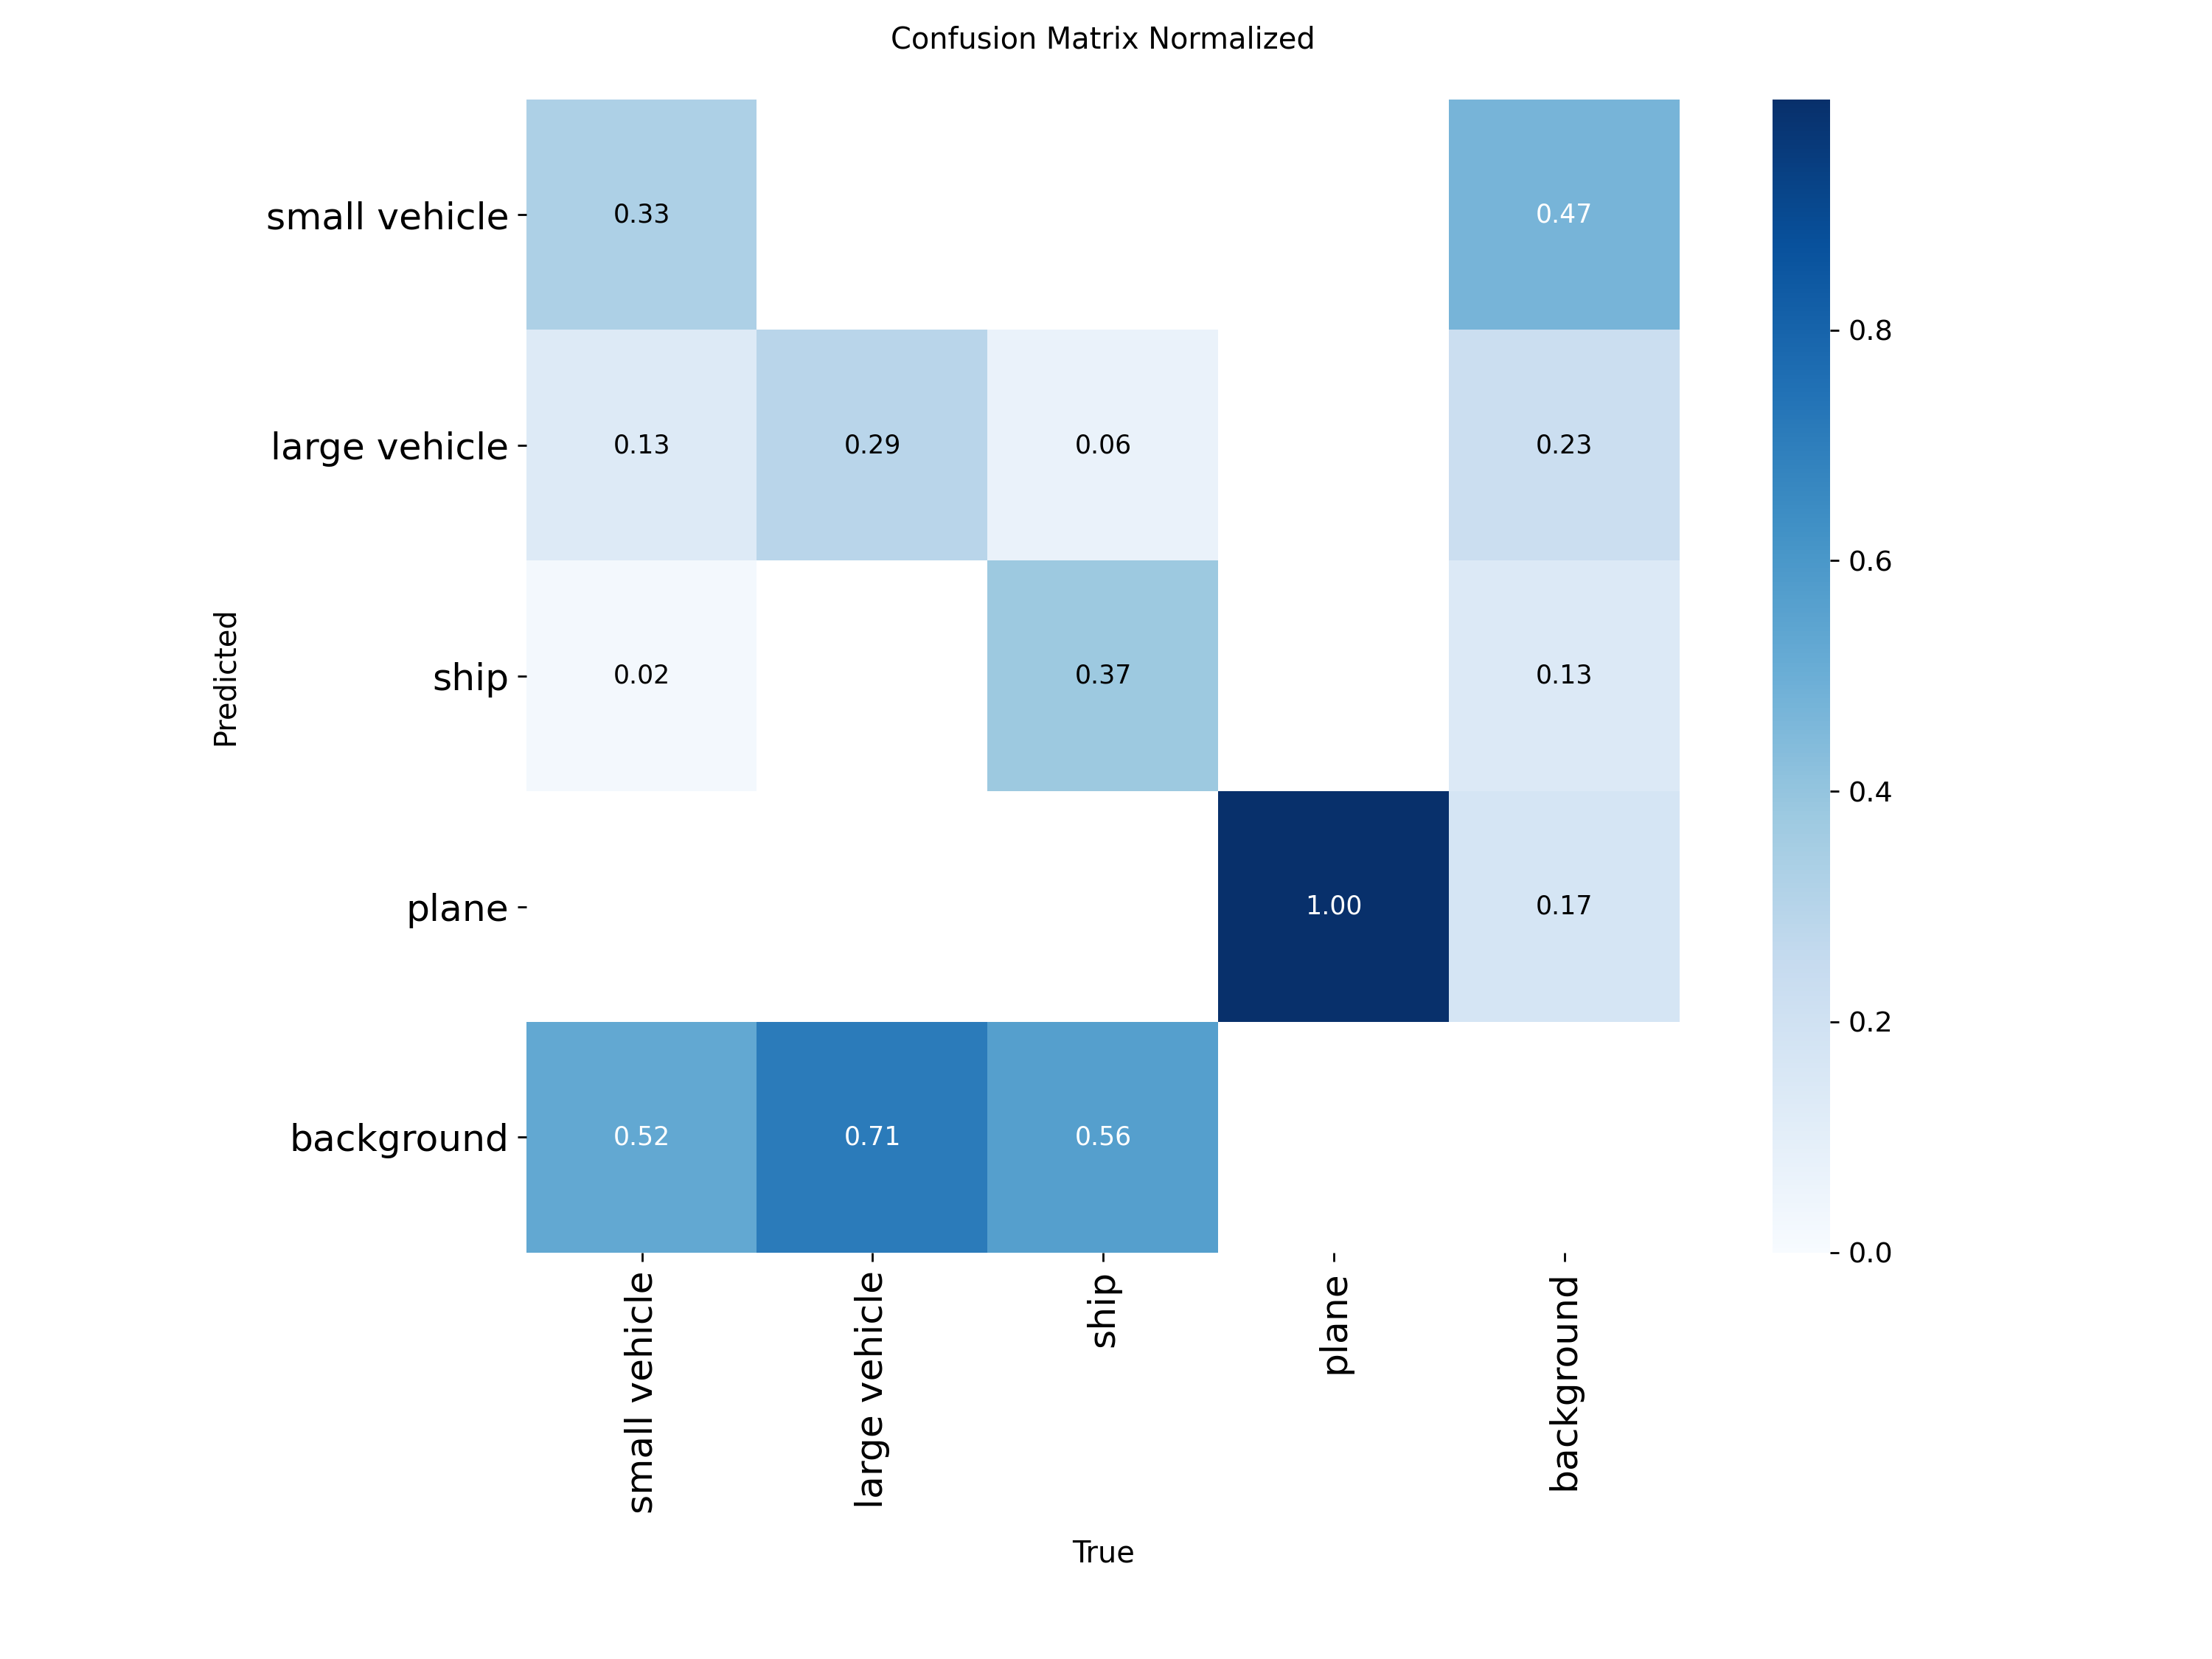 Confusion Matrix Normalized
small vehicle 0.33 0.47
large vehicle 0.13 0.29 0.06 0.23
ship 0.02 0.37 0.13
plane 1.00 0.17
background 0.52 0.71 0.56
Predicted
small vehicle
large vehicle
ship
plane
background
True
0.8
0.6
0.4
0.2
0.0